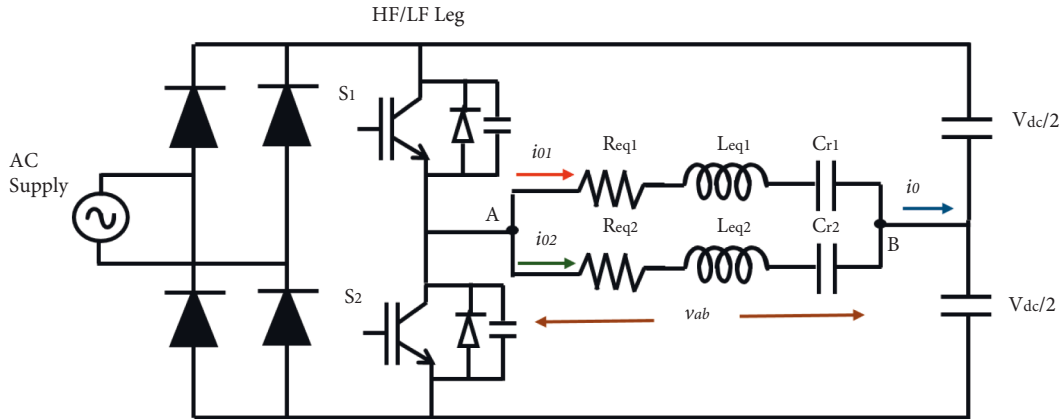 HF/LF Leg
S1
Vdc/2
i01
Req1
Leq1
Cr1
AC
Supply
A
i0
i02
Req2
Leq2
Cr2
B
S2
vab
Vdc/2